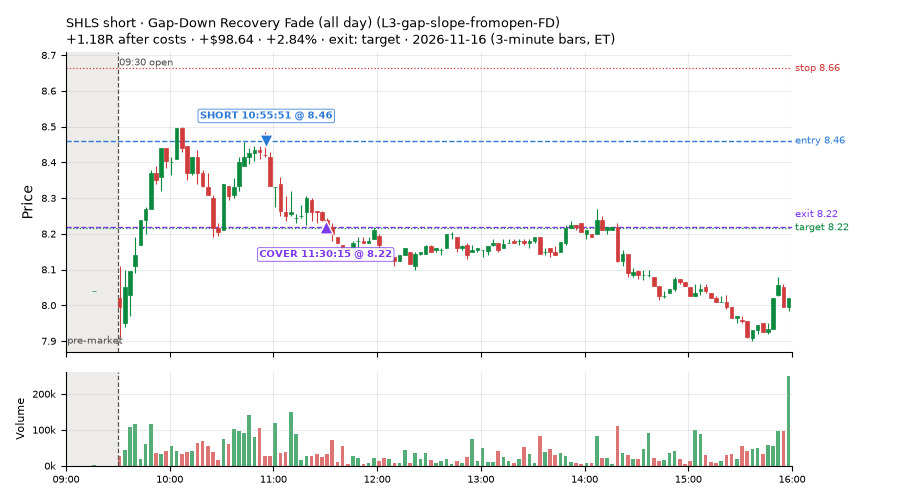 SHLS short · Gap-Down Recovery Fade (all day) (L3-gap-slope-fromopen-FD)
+1.18R after costs · +$98.64 · +2.84% · exit: target · 2026-11-16 (3-minute bars, ET)
8.7
8.6
8.5
8.4
8.3
8.2
8.1
8.0
7.9
Price
09:30 open
pre-market
SHORT 10:55:51 @ 8.46
COVER 11:30:15 @ 8.22
stop 8.66
entry 8.46
exit 8.22
target 8.22
200k
100k
0k
Volume
09:00
10:00
11:00
12:00
13:00
14:00
15:00
16:00